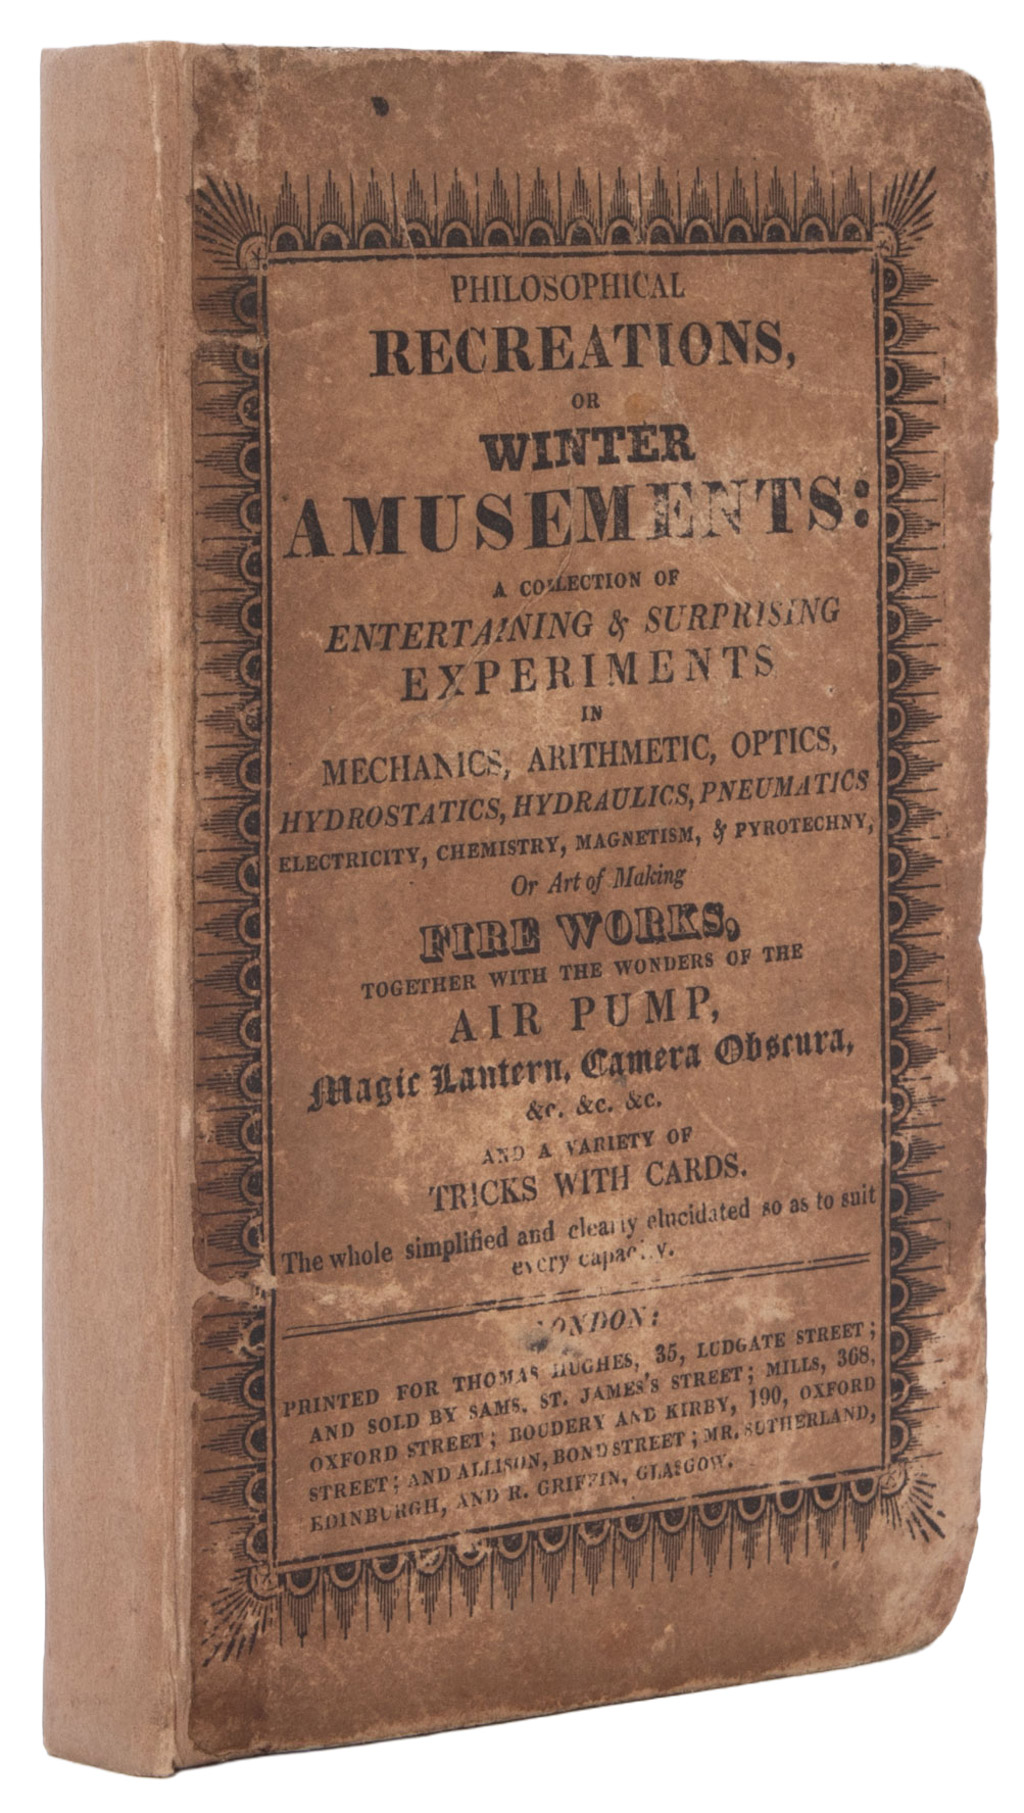 PHILOSOPHICAL
RECREATIONS,
OR
WINTER
AMUSEMENTS:
A COLLECTION OF
ENTERTAINING & SURPRISING
EXPERIMENTS
IN
MECHANICS, ARITHMETIC, OPTICS,
HYDROSTATICS, HYDRAULICS, PNEUMATICS
ELECTRICITY, CHEMISTRY, MAGNETISM, & PYROTECHNY,
Or Art of Making
FIRE WORKS,
TOGETHER WITH THE WONDERS OF THE
AIR PUMP,
Magic Lantern, Camera Obscura,
&c. &c. &c.
AND A VARIETY OF
TRICKS WITH CARDS.
The whole simplified and clearly elucidated so as to suit
every capacity.
LONDON:
PRINTED FOR THOMAS HUGHES, 35, LUDGATE STREET;
AND SOLD BY SAMS, ST. JAMES'S STREET; MILLS, 368,
OXFORD STREET; BOUDERY AND KIRBY, 190, OXFORD
STREET; AND ALLISON, BOND STREET; MR. SUTHERLAND,
EDINBURGH, AND R. GRIFFIN, GLASGOW.